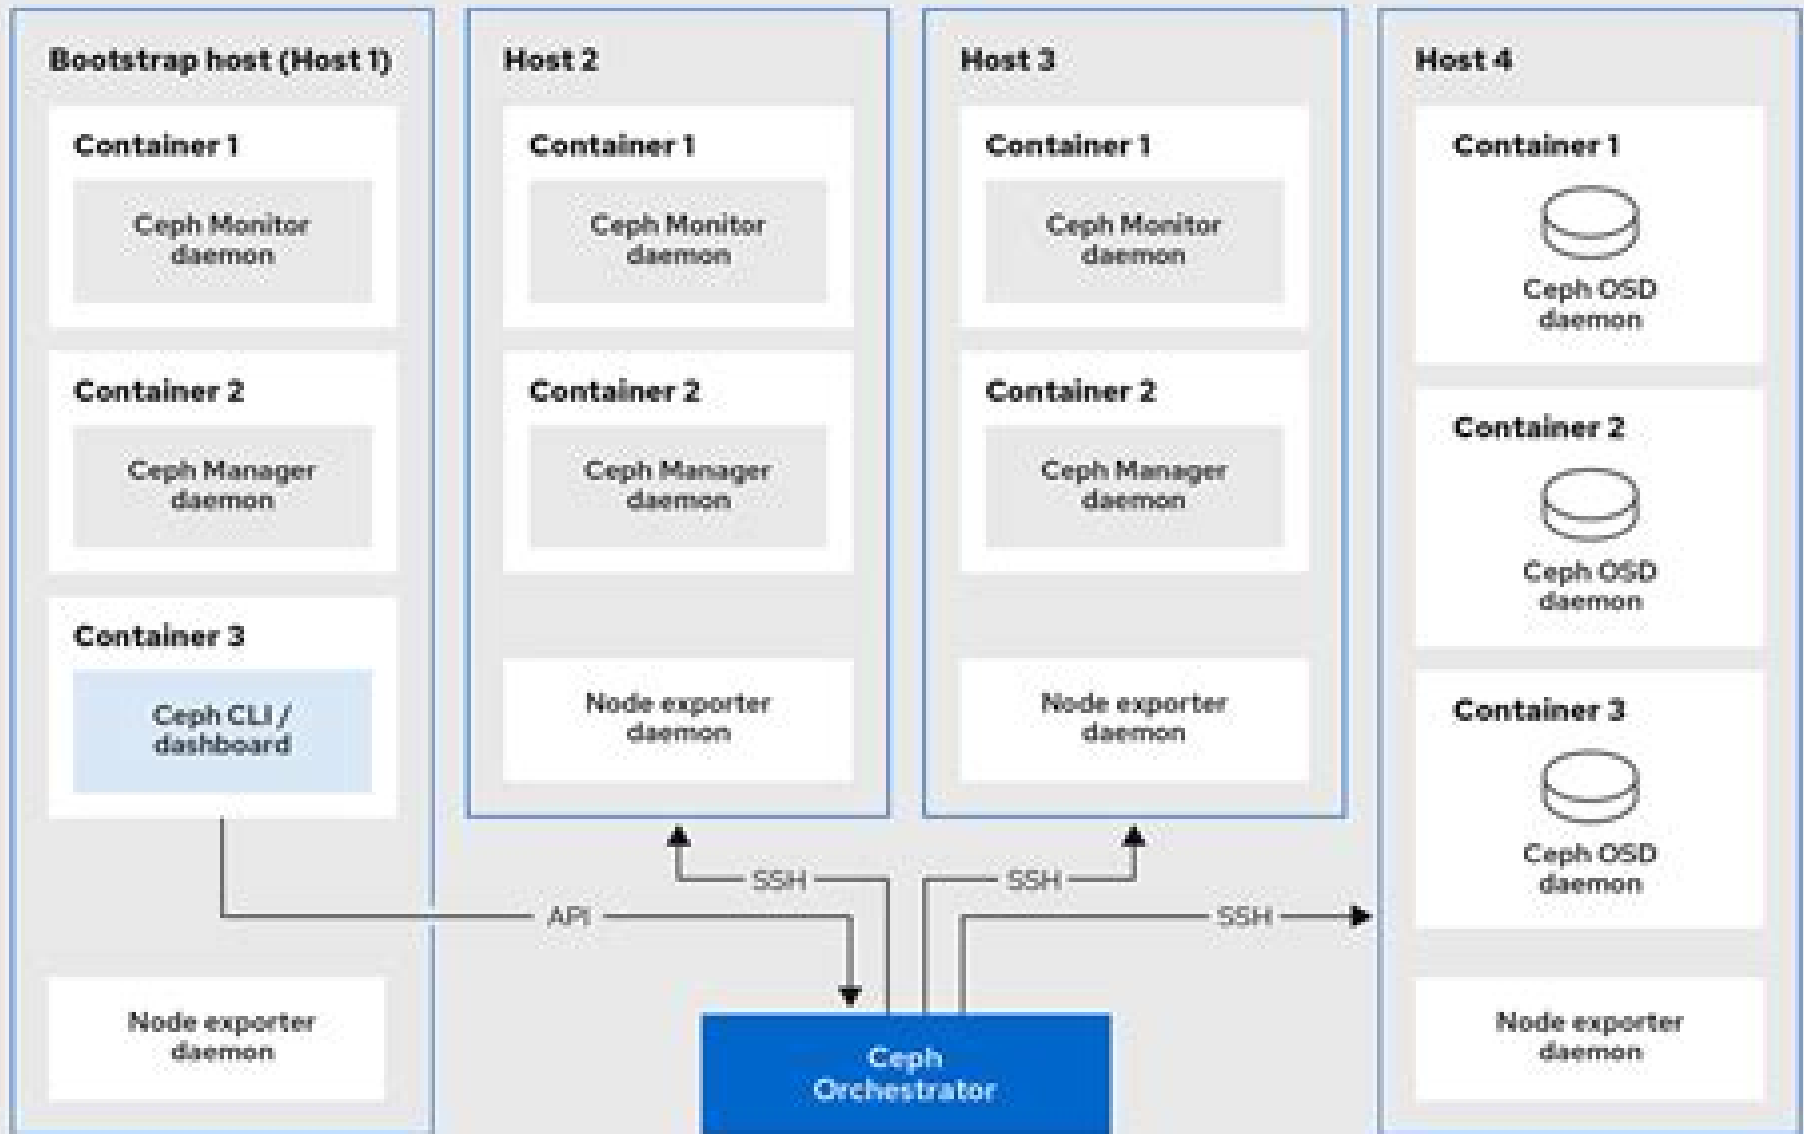 Bootstrap host (Host 1)
Container 1
Ceph Monitor
daemon
Container 2
Ceph Manager
daemon
Container 3
Ceph CLI /
dashboard
Node exporter
daemon
Host 2
Container 1
Ceph Monitor
daemon
Container 2
Ceph Manager
daemon
Node exporter
daemon
Host 3
Container 1
Ceph Monitor
daemon
Container 2
Ceph Manager
daemon
Node exporter
daemon
Host 4
Container 1
Ceph OSD
daemon
Container 2
Ceph OSD
daemon
Container 3
Ceph OSD
daemon
Node exporter
daemon
SSH
SSH
API
SSH
Ceph
Orchestrator